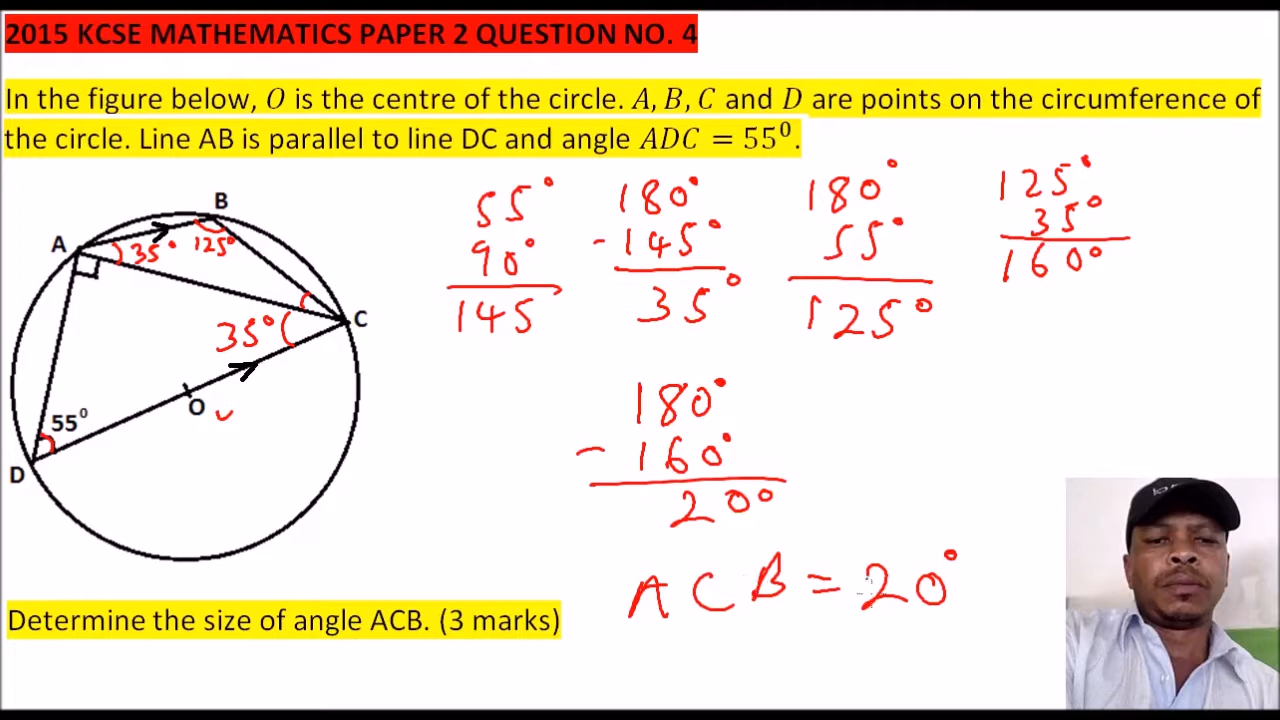 2015 KCSE MATHEMATICS PAPER 2 QUESTION NO. 4
In the figure below, O is the centre of the circle. A, B, C and D are points on the circumference of
the circle. Line AB is parallel to line DC and angle ADC = 55⁰.
B
A
35°
125°
C
35°
O
55⁰
D
55°
90°
145
180°
-145°
35°
180°
55°
125°
125°
35°
160°
180°
-160°
20°
ACB = 20°
Determine the size of angle ACB. (3 marks)